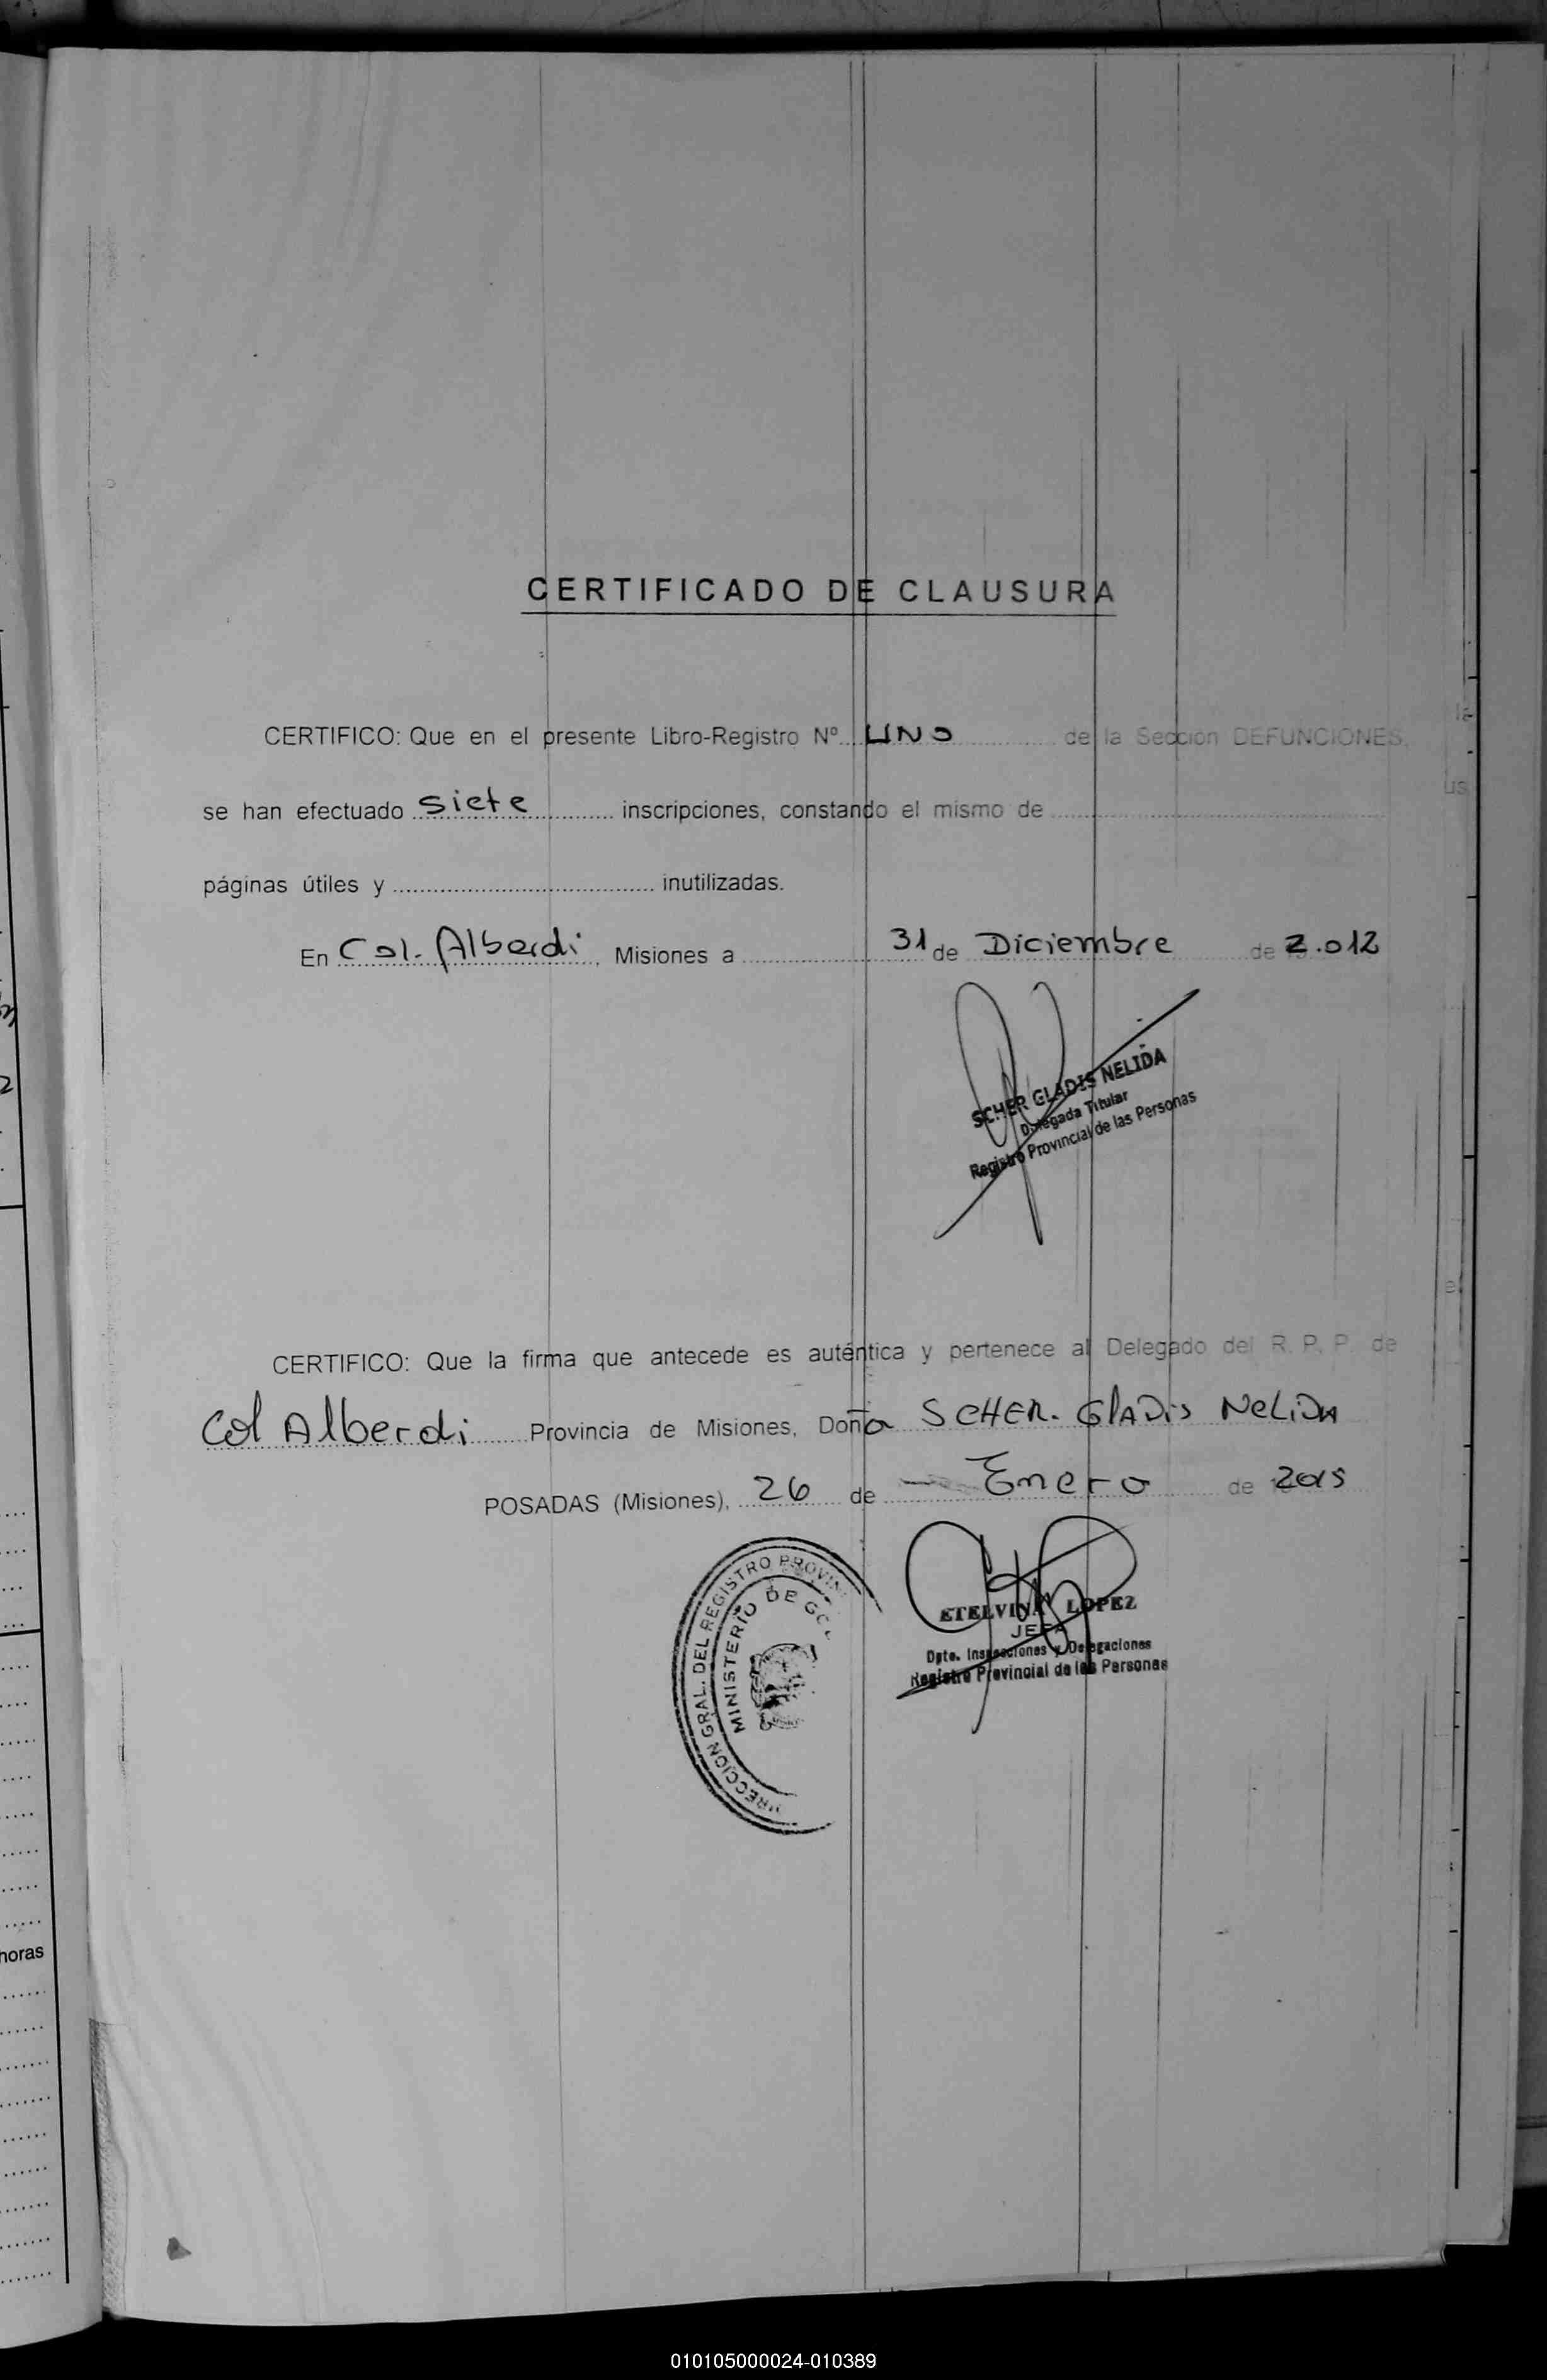 CERTIFICADO DE CLAUSURA
CERTIFICO: Que en el presente Libro-Registro Nº UNO de la Sección DEFUNCIONES,
se han efectuado siete inscripciones, constando el mismo de
páginas útiles y inutilizadas.
En Col. Alberdi, Misiones a 31 de Diciembre de 2.012
SCHER GLADIS NELIDA
Delegada Titular
Registro Provincial de las Personas
CERTIFICO: Que la firma que antecede es auténtica y pertenece al Delegado del R. P. P. de
Col Alberdi Provincia de Misiones, Doña SCHER. GLADis NeLiDA
POSADAS (Misiones), 26 de Enero de 2015
DIRECCION GRAL. DEL REGISTRO PROVIN
MINISTERIO DE GO
ETELVINA LOPEZ
JEFA
Dpto. Inspecciones y Delegaciones
Registro Provincial de las Personas
horas
010105000024-010389